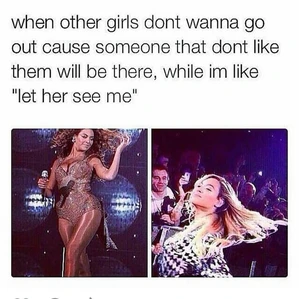 when other girls dont wanna go
out cause someone that dont like
them will be there, while im like
"let her see me"